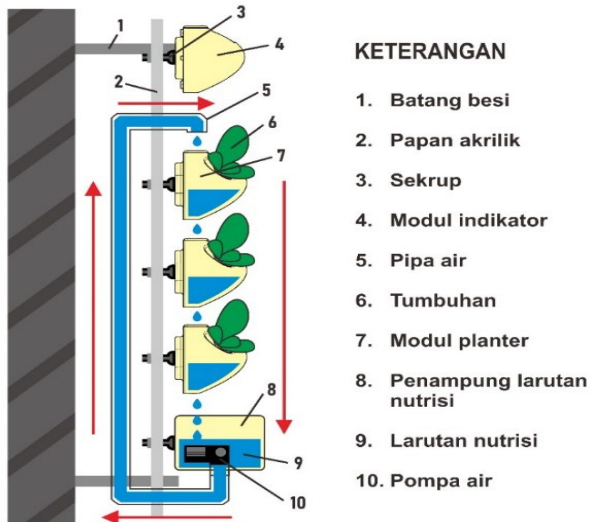 1
2
3
4
5
6
7
8
9
10
KETERANGAN
1. Batang besi
2. Papan akrilik
3. Sekrup
4. Modul indikator
5. Pipa air
6. Tumbuhan
7. Modul planter
8. Penampung larutan
nutrisi
9. Larutan nutrisi
10. Pompa air